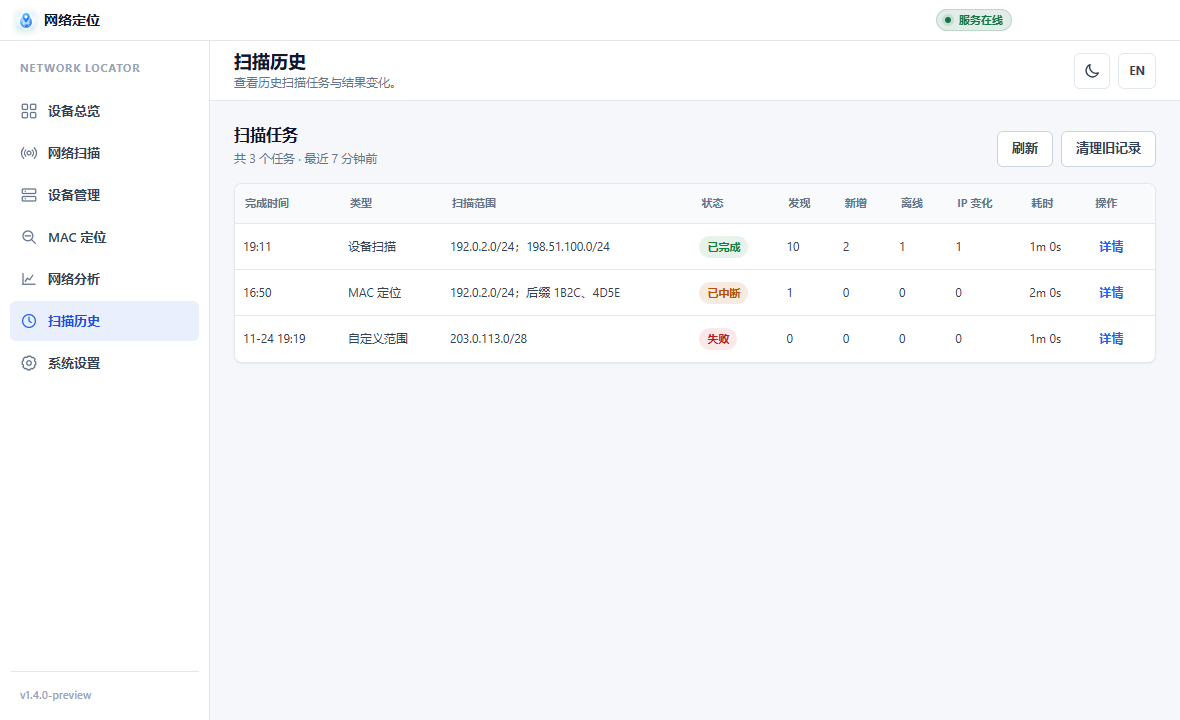 网络定位
服务在线
NETWORK LOCATOR
设备总览
网络扫描
设备管理
MAC 定位
网络分析
扫描历史
系统设置
v1.4.0-preview
扫描历史
查看历史扫描任务与结果变化。
EN
扫描任务
共 3 个任务 · 最近 7 分钟前
刷新
清理旧记录
完成时间 类型 扫描范围 状态 发现 新增 离线 IP 变化 耗时 操作
19:11 设备扫描 192.0.2.0/24；198.51.100.0/24 已完成 10 2 1 1 1m 0s 详情
16:50 MAC 定位 192.0.2.0/24；后缀 1B2C、4D5E 已中断 1 0 0 0 2m 0s 详情
11-24 19:19 自定义范围 203.0.113.0/28 失败 0 0 0 0 1m 0s 详情